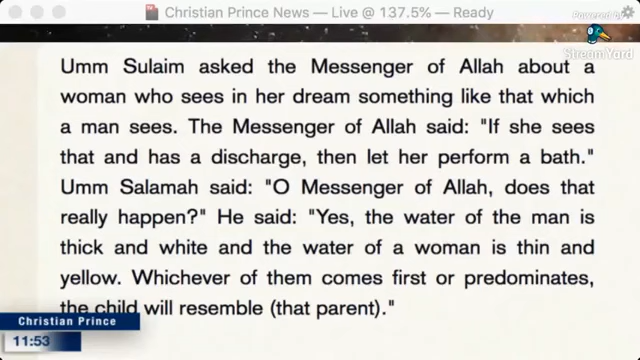 Christian Prince News — Live @ 137.5% — Ready
Powered by
StreamYard
Umm Sulaim asked the Messenger of Allah about a
woman who sees in her dream something like that which
a man sees. The Messenger of Allah said: "If she sees
that and has a discharge, then let her perform a bath."
Umm Salamah said: "O Messenger of Allah, does that
really happen?" He said: "Yes, the water of the man is
thick and white and the water of a woman is thin and
yellow. Whichever of them comes first or predominates,
the child will resemble (that parent)."
Christian Prince
11:53